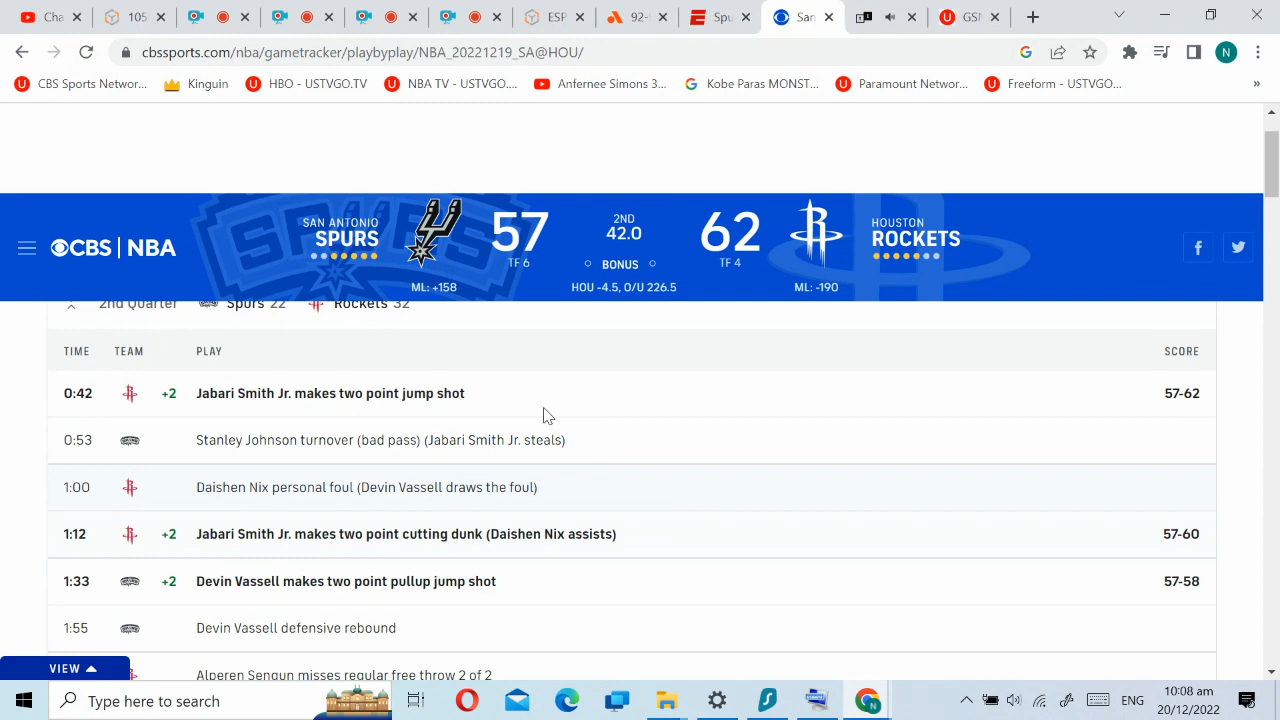 Cha
105
ESP
92-
Spu
San
GSN
cbssports.com/nba/gametracker/playbyplay/NBA_20221219_SA@HOU/
N
CBS Sports Networ...
Kinguin
HBO - USTVGO.TV
NBA TV - USTVGO....
Anfernee Simons 3...
Kobe Paras MONST...
Paramount Networ...
Freeform - USTVGO...
»
CBS | NBA
SAN ANTONIO
SPURS
57
TF 6
ML: +158
2ND
42.0
BONUS
HOU -4.5, O/U 226.5
62
TF 4
ML: -190
HOUSTON
ROCKETS
2nd Quarter Spurs 22 Rockets 32
TIME TEAM PLAY SCORE
0:42 +2 Jabari Smith Jr. makes two point jump shot 57-62
0:53 Stanley Johnson turnover (bad pass) (Jabari Smith Jr. steals)
1:00 Daishen Nix personal foul (Devin Vassell draws the foul)
1:12 +2 Jabari Smith Jr. makes two point cutting dunk (Daishen Nix assists) 57-60
1:33 +2 Devin Vassell makes two point pullup jump shot 57-58
1:55 Devin Vassell defensive rebound
Alperen Sengun misses regular free throw 2 of 2
VIEW
Type here to search
ENG
10:08 am
20/12/2022